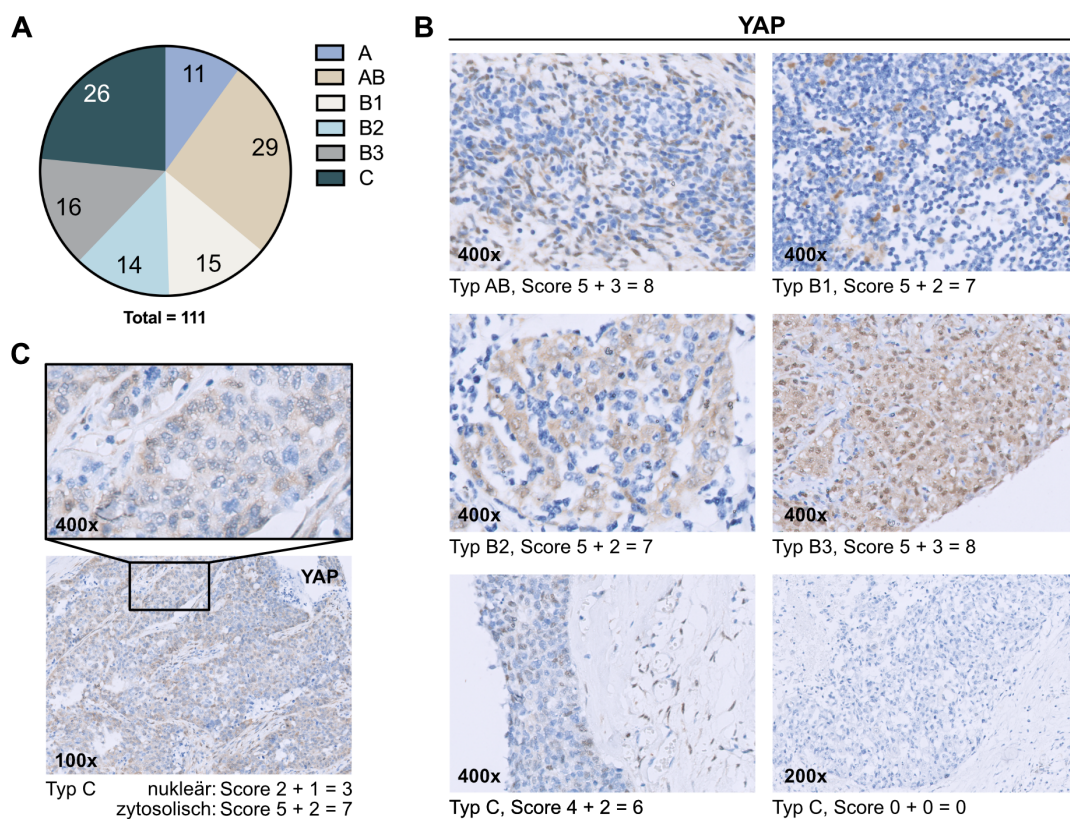 A
11
29
15
14
16
26
A
AB
B1
B2
B3
C
Total = 111
B
YAP
400x
Typ AB, Score 5 + 3 = 8
400x
Typ B1, Score 5 + 2 = 7
400x
Typ B2, Score 5 + 2 = 7
400x
Typ B3, Score 5 + 3 = 8
400x
Typ C, Score 4 + 2 = 6
200x
Typ C, Score 0 + 0 = 0
C
400x
YAP
100x
Typ C nukleär: Score 2 + 1 = 3
zytosolisch: Score 5 + 2 = 7